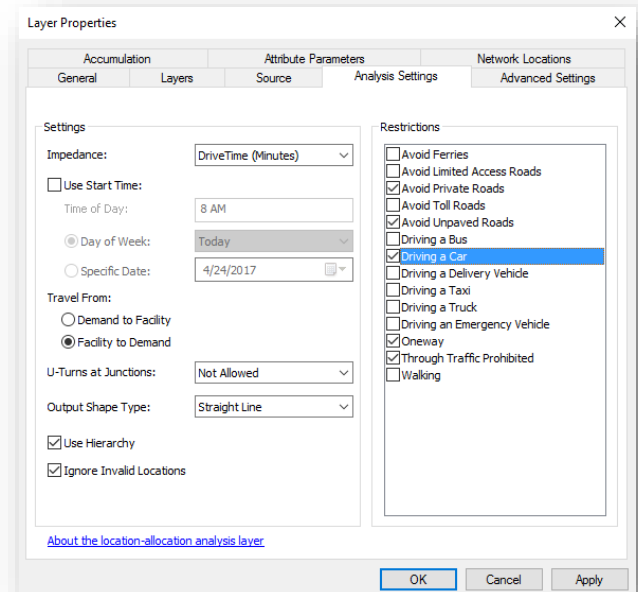 Layer Properties
Accumulation Attribute Parameters Network Locations
General Layers Source Analysis Settings Advanced Settings
Settings
Impedance: DriveTime (Minutes)
Use Start Time:
Time of Day: 8 AM
Day of Week: Today
Specific Date: 4/24/2017
Travel From:
Demand to Facility
Facility to Demand
U-Turns at Junctions: Not Allowed
Output Shape Type: Straight Line
Use Hierarchy
Ignore Invalid Locations
Restrictions
Avoid Ferries
Avoid Limited Access Roads
Avoid Private Roads
Avoid Toll Roads
Avoid Unpaved Roads
Driving a Bus
Driving a Car
Driving a Delivery Vehicle
Driving a Taxi
Driving a Truck
Driving an Emergency Vehicle
Oneway
Through Traffic Prohibited
Walking
About the location-allocation analysis layer
OK Cancel Apply